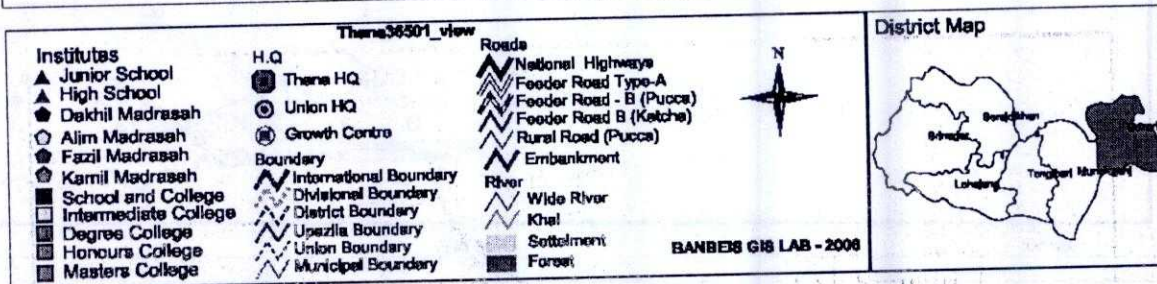 Thana36501_view
Institutes
Junior School
High School
Dakhil Madrasah
Alim Madrasah
Fazil Madrasah
Kamil Madrasah
School and College
Intermediate College
Degree College
Honours College
Masters College
H.Q
Thana HQ
Union HQ
Growth Centre
Boundary
International Boundary
Divisional Boundary
District Boundary
Upazila Boundary
Union Boundary
Municipal Boundary
Roads
National Highways
Feeder Road Type-A
Feeder Road - B (Pucca)
Feeder Road B (Katcha)
Rural Road (Pucca)
Embankment
River
Wide River
Khal
Settelment
Forest
N
BANBEIS GIS LAB - 2006
District Map
Sreenagar
Lohajang
Tongibari